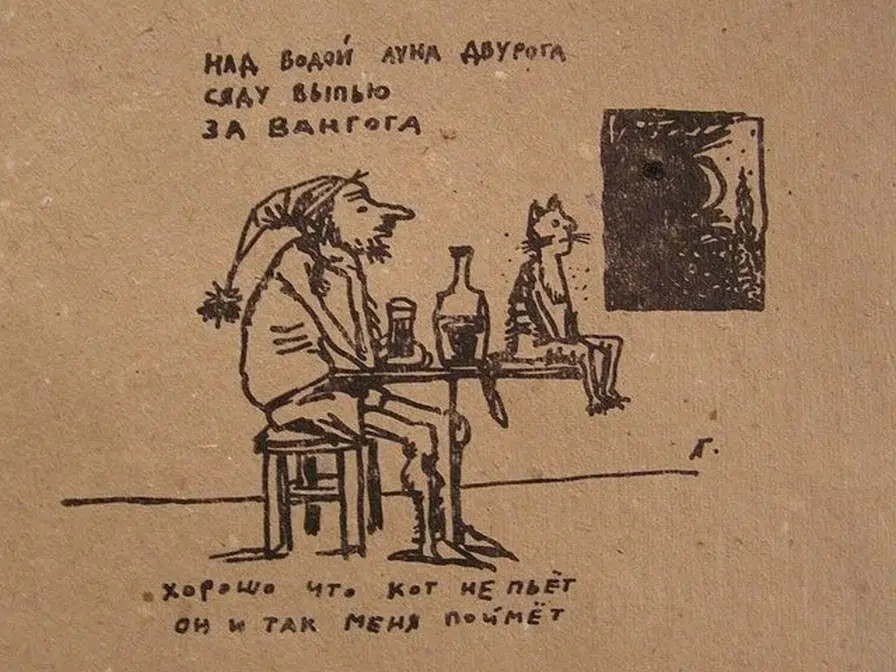 НАД ВОДОЙ ЛУНА ДВУРОГА
СЯДУ ВЫПЬЮ
ЗА ВАНГОГА
Г.
ХОРОШО ЧТО КОТ НЕ ПЬЁТ
ОН И ТАК МЕНЯ ПОЙМЁТ